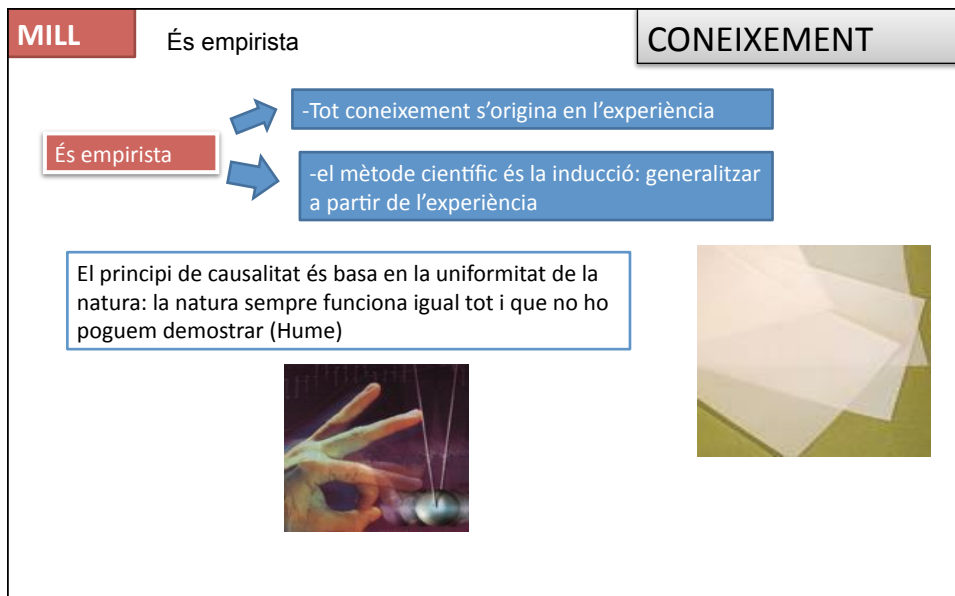 MILL
És empirista
CONEIXEMENT
-Tot coneixement s'origina en l'experiència
És empirista
-el mètode científic és la inducció: generalitzar
a partir de l'experiència
El principi de causalitat és basa en la uniformitat de la
natura: la natura sempre funciona igual tot i que no ho
poguem demostrar (Hume)